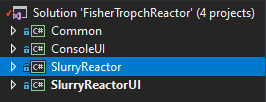 Solution 'FisherTropchReactor' (4 projects)
C# Common
C# ConsoleUI
C# SlurryReactor
C# SlurryReactorUI